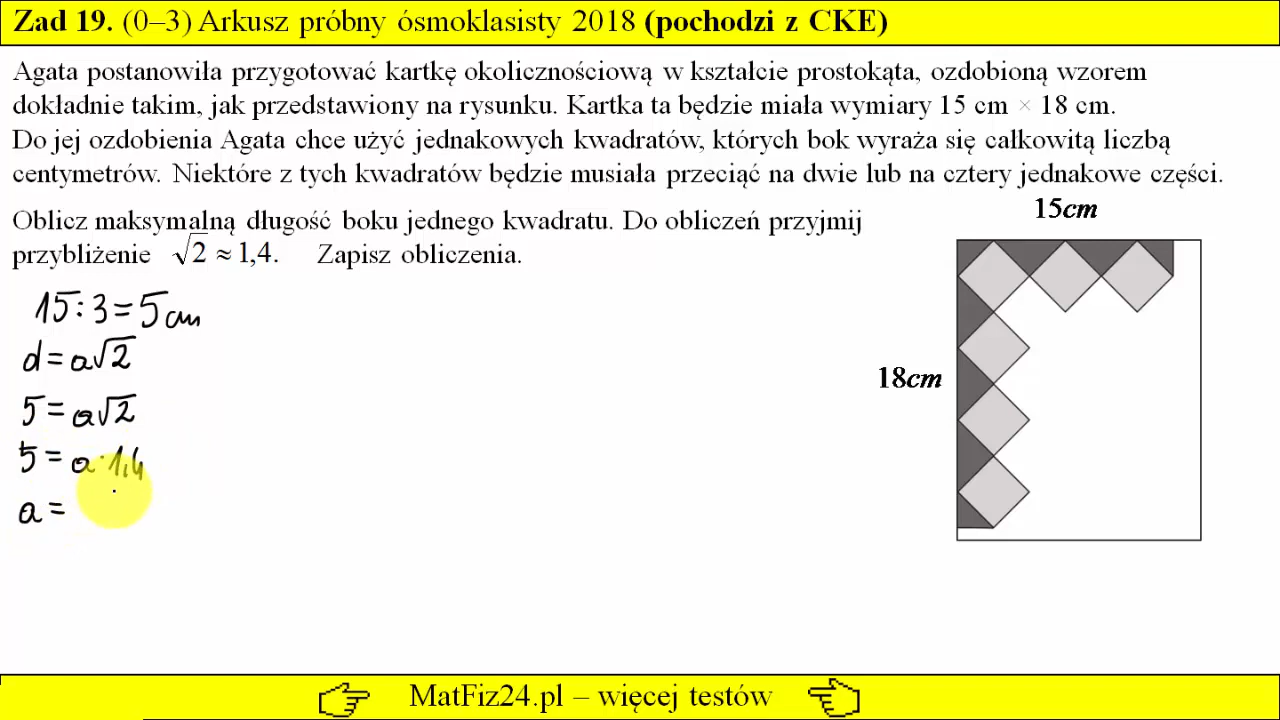 Zad 19. (0–3) Arkusz próbny ósmoklasisty 2018 (pochodzi z CKE)
Agata postanowiła przygotować kartkę okolicznościową w kształcie prostokąta, ozdobioną wzorem
dokładnie takim, jak przedstawiony na rysunku. Kartka ta będzie miała wymiary 15 cm × 18 cm.
Do jej ozdobienia Agata chce użyć jednakowych kwadratów, których bok wyraża się całkowitą liczbą
centymetrów. Niektóre z tych kwadratów będzie musiała przeciąć na dwie lub na cztery jednakowe części.
Oblicz maksymalną długość boku jednego kwadratu. Do obliczeń przyjmij
przybliżenie √2 ≈ 1,4. Zapisz obliczenia.
15cm
18cm
15:3=5cm
d=a√2
5=a√2
5=a·1,4
a=
MatFiz24.pl – więcej testów